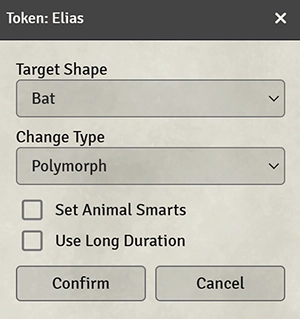 Token: Elias
Target Shape
Bat
Change Type
Polymorph
Set Animal Smarts
Use Long Duration
Confirm Cancel